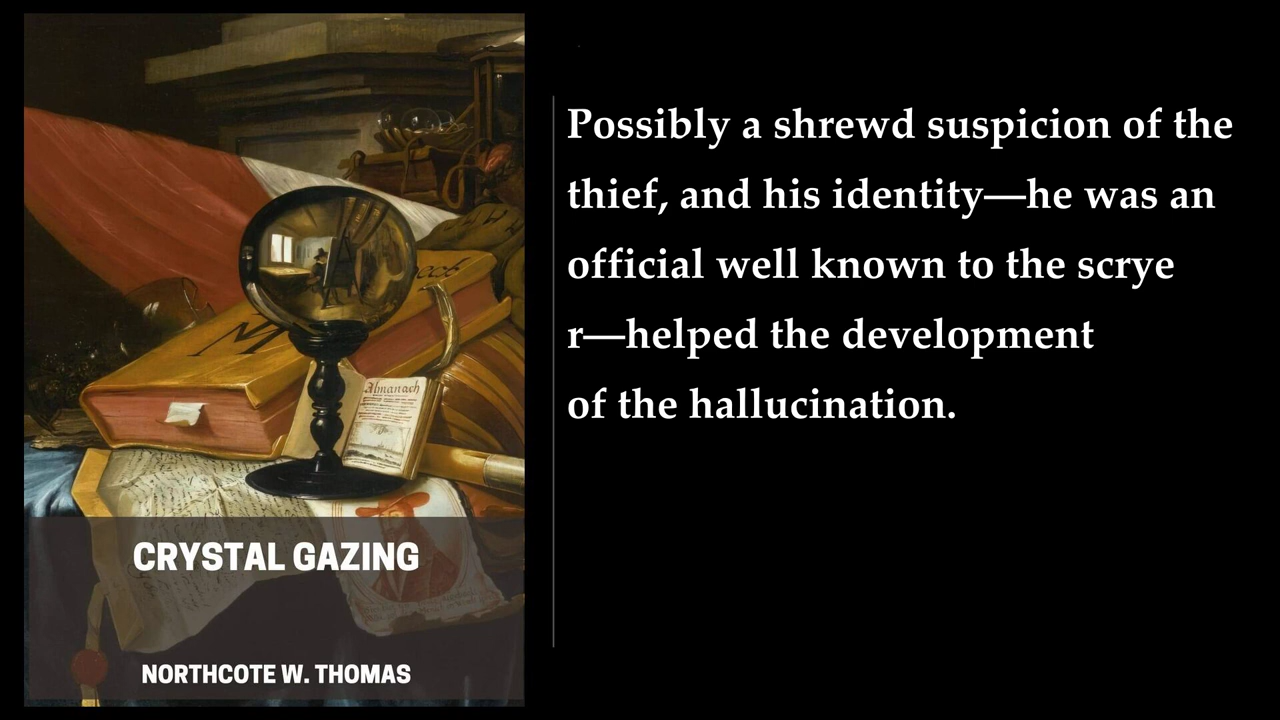 Possibly a shrewd suspicion of the
thief, and his identity—he was an
official well known to the scrye
r—helped the development
of the hallucination.
Almanach
M
CRYSTAL GAZING
NORTHCOTE W. THOMAS